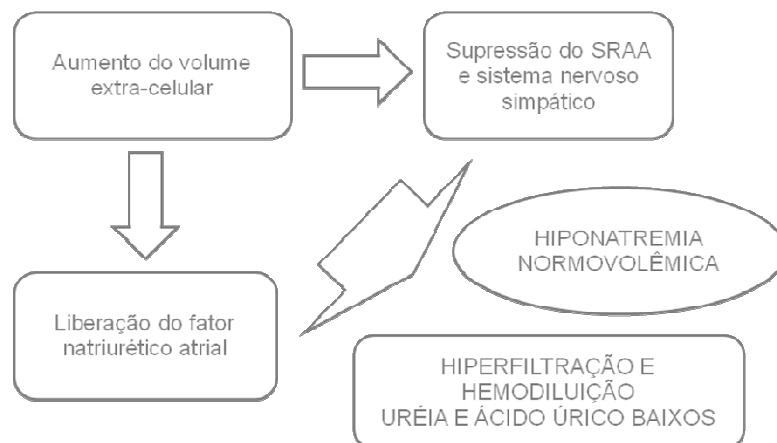 Aumento do volume
extra-celular
Supressão do SRAA
e sistema nervoso
simpático
HIPONATREMIA
NORMOVOLÊMICA
Liberação do fator
natriurético atrial
HIPERFILTRAÇÃO E
HEMODILUIÇÃO
URÉIA E ÁCIDO ÚRICO BAIXOS